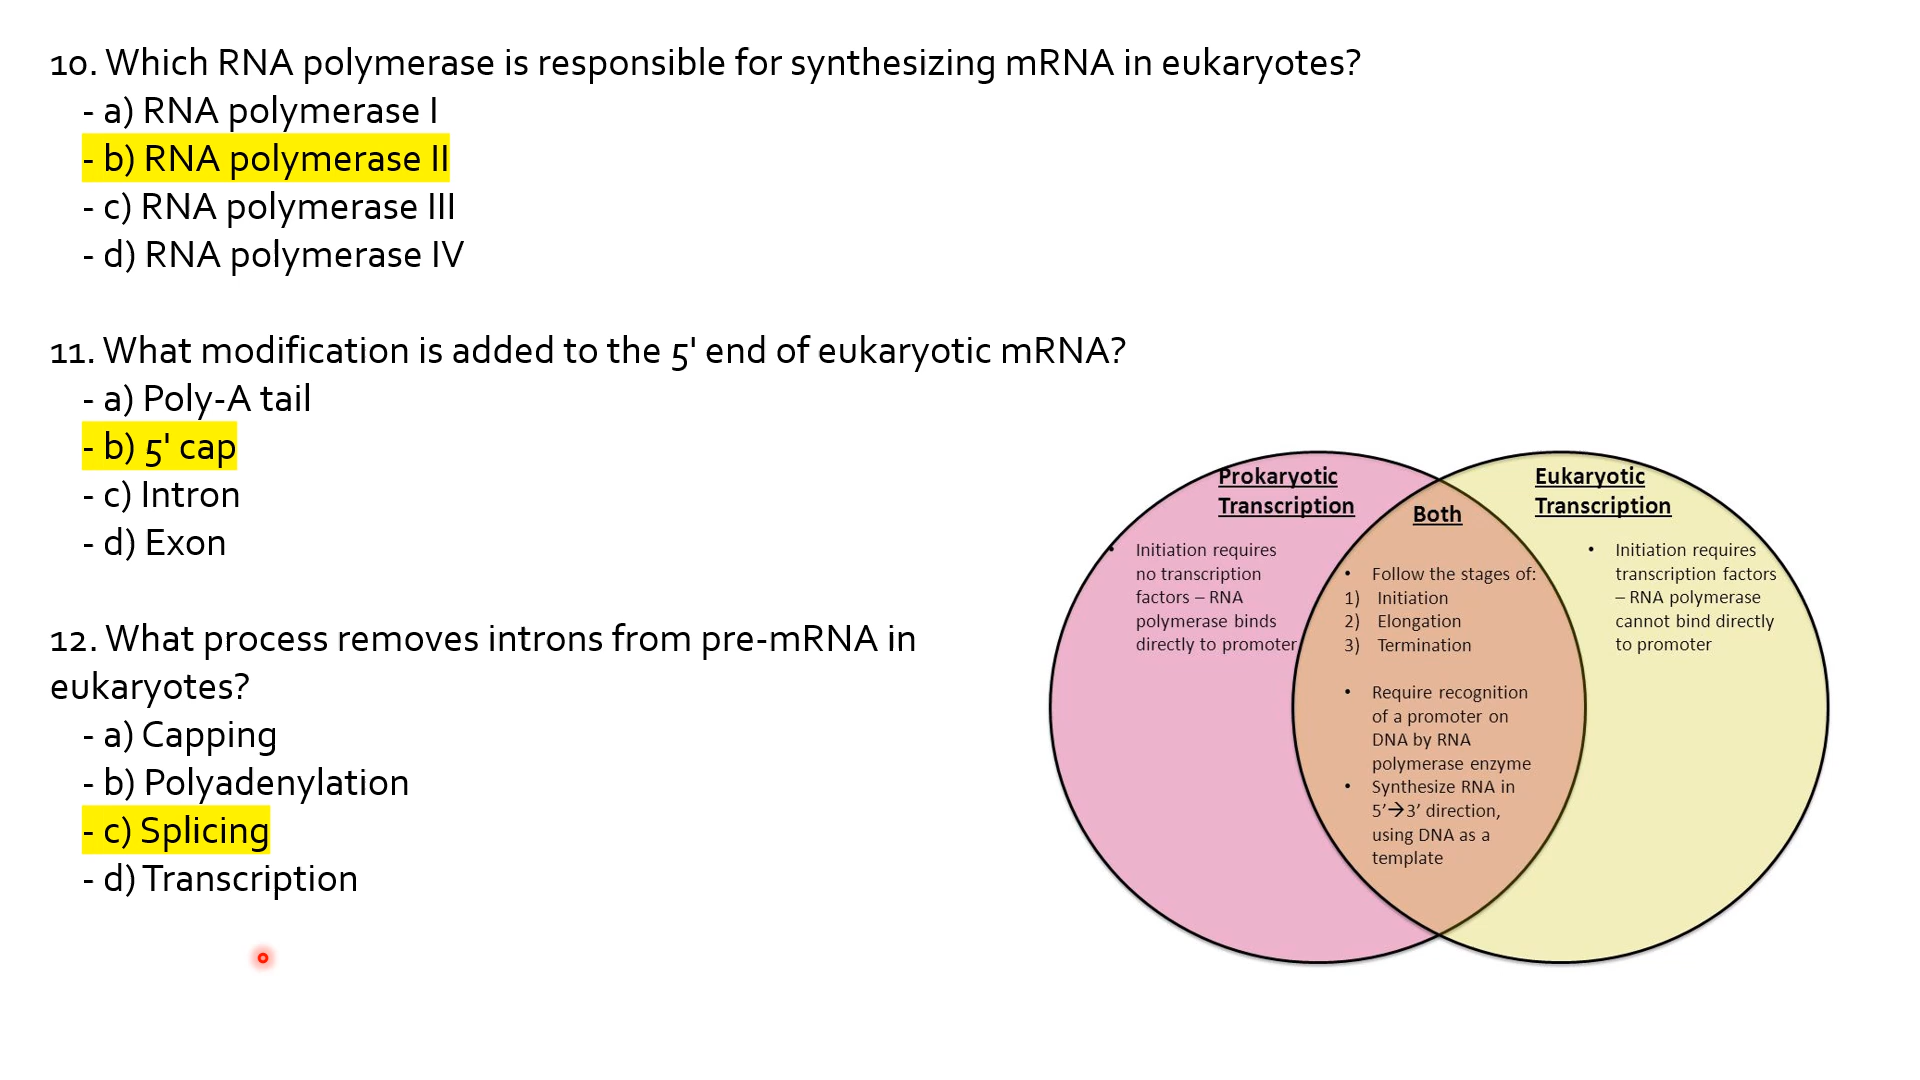 10. Which RNA polymerase is responsible for synthesizing mRNA in eukaryotes?
- a) RNA polymerase I
- b) RNA polymerase II
- c) RNA polymerase III
- d) RNA polymerase IV
11. What modification is added to the 5' end of eukaryotic mRNA?
- a) Poly-A tail
- b) 5' cap
- c) Intron
- d) Exon
12. What process removes introns from pre-mRNA in
eukaryotes?
- a) Capping
- b) Polyadenylation
- c) Splicing
- d) Transcription
Prokaryotic
Transcription
• Initiation requires
no transcription
factors – RNA
polymerase binds
directly to promoter
Both
• Follow the stages of:
1) Initiation
2) Elongation
3) Termination
• Require recognition
of a promoter on
DNA by RNA
polymerase enzyme
• Synthesize RNA in
5’→3’ direction,
using DNA as a
template
Eukaryotic
Transcription
• Initiation requires
transcription factors
– RNA polymerase
cannot bind directly
to promoter